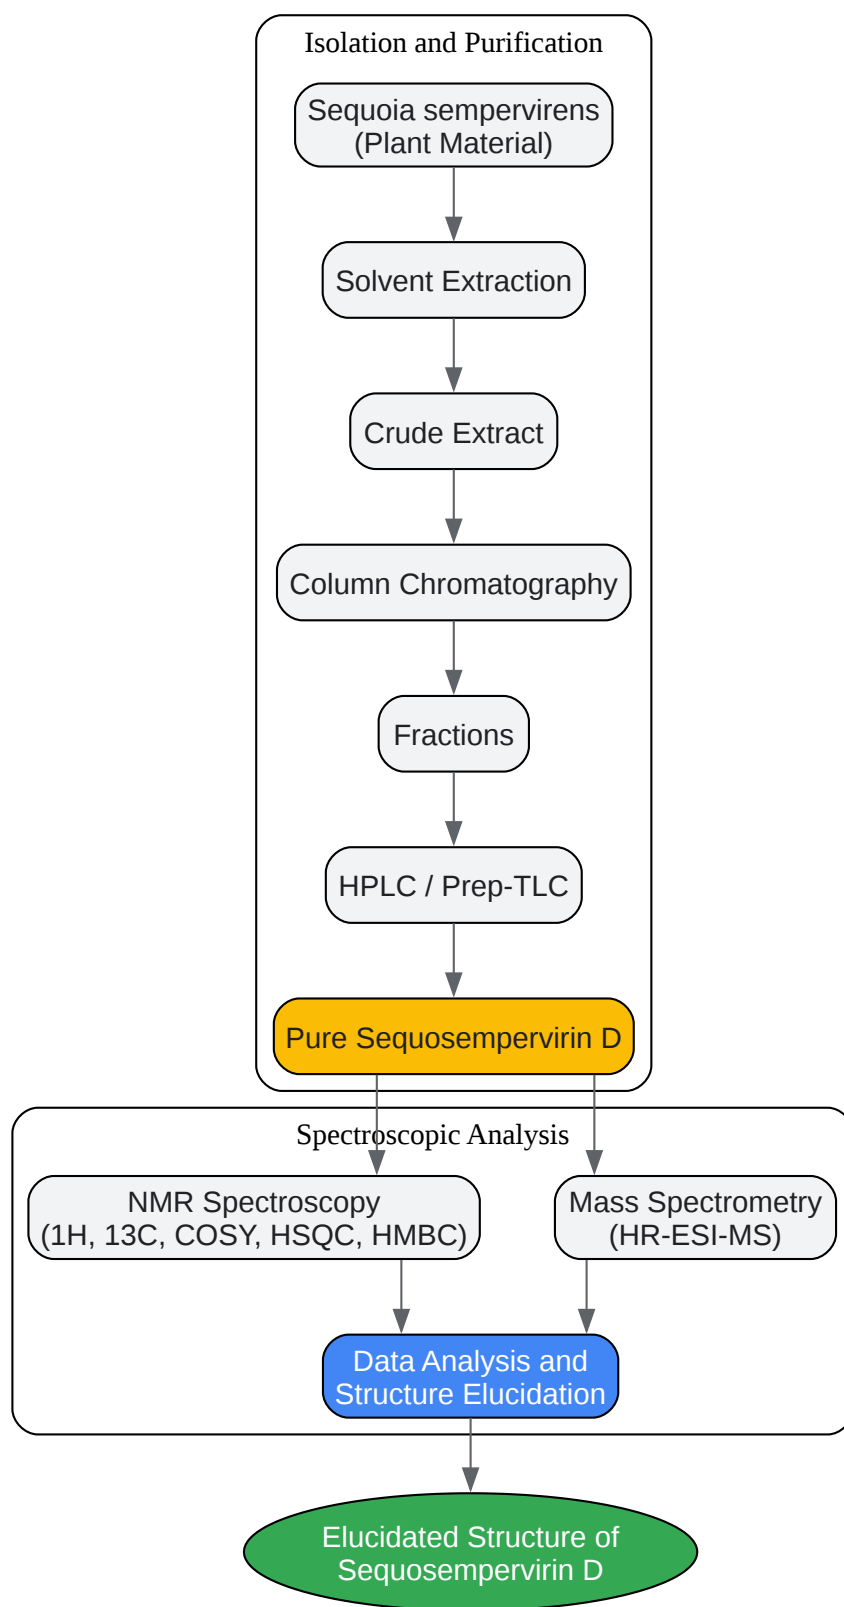 Isolation and Purification
Sequoia sempervirens
(Plant Material)
Solvent Extraction
Crude Extract
Column Chromatography
Fractions
HPLC / Prep-TLC
Pure Sequosempervirin D
Spectroscopic Analysis
NMR Spectroscopy
(1H, 13C, COSY, HSQC, HMBC)
Mass Spectrometry
(HR-ESI-MS)
Data Analysis and
Structure Elucidation
Elucidated Structure of
Sequosempervirin D